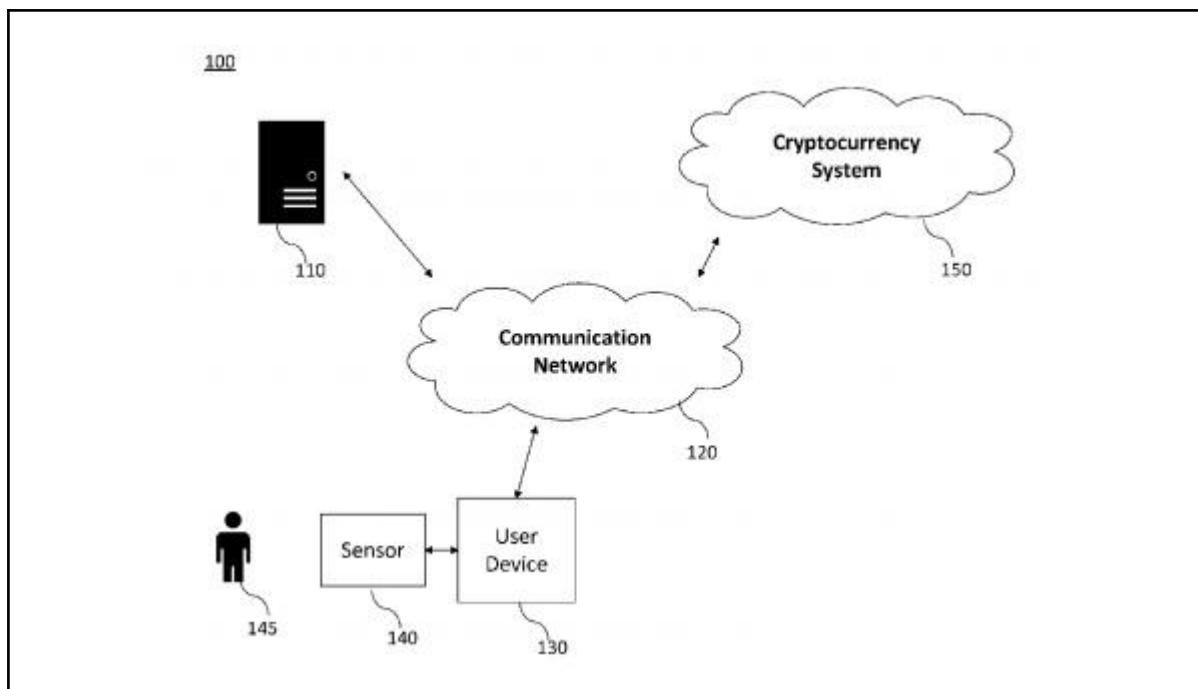 100
Cryptocurrency
System
110
150
Communication
Network
120
Sensor
User
Device
145
140
130